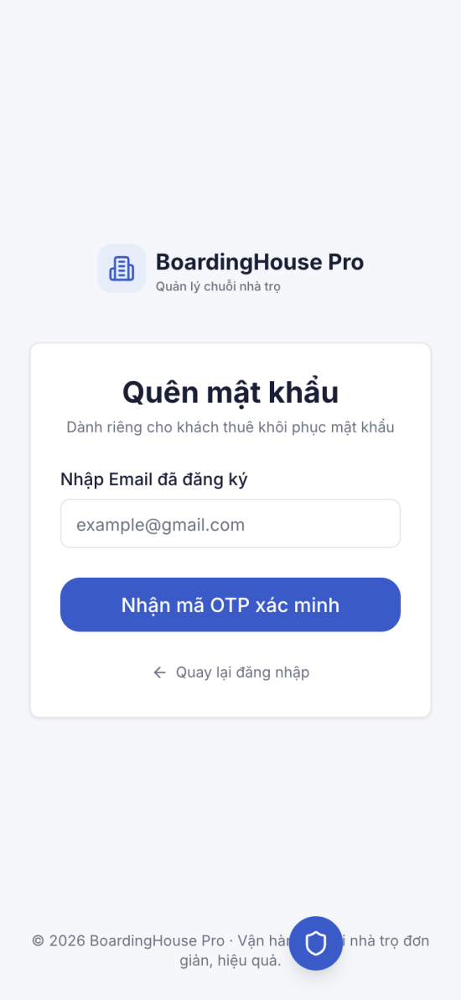 BoardingHouse Pro
Quản lý chuỗi nhà trọ
Quên mật khẩu
Dành riêng cho khách thuê khôi phục mật khẩu
Nhập Email đã đăng ký
example@gmail.com
Nhận mã OTP xác minh
← Quay lại đăng nhập
© 2026 BoardingHouse Pro · Vận hàn i nhà trọ đơn
giản, hiệu quả.